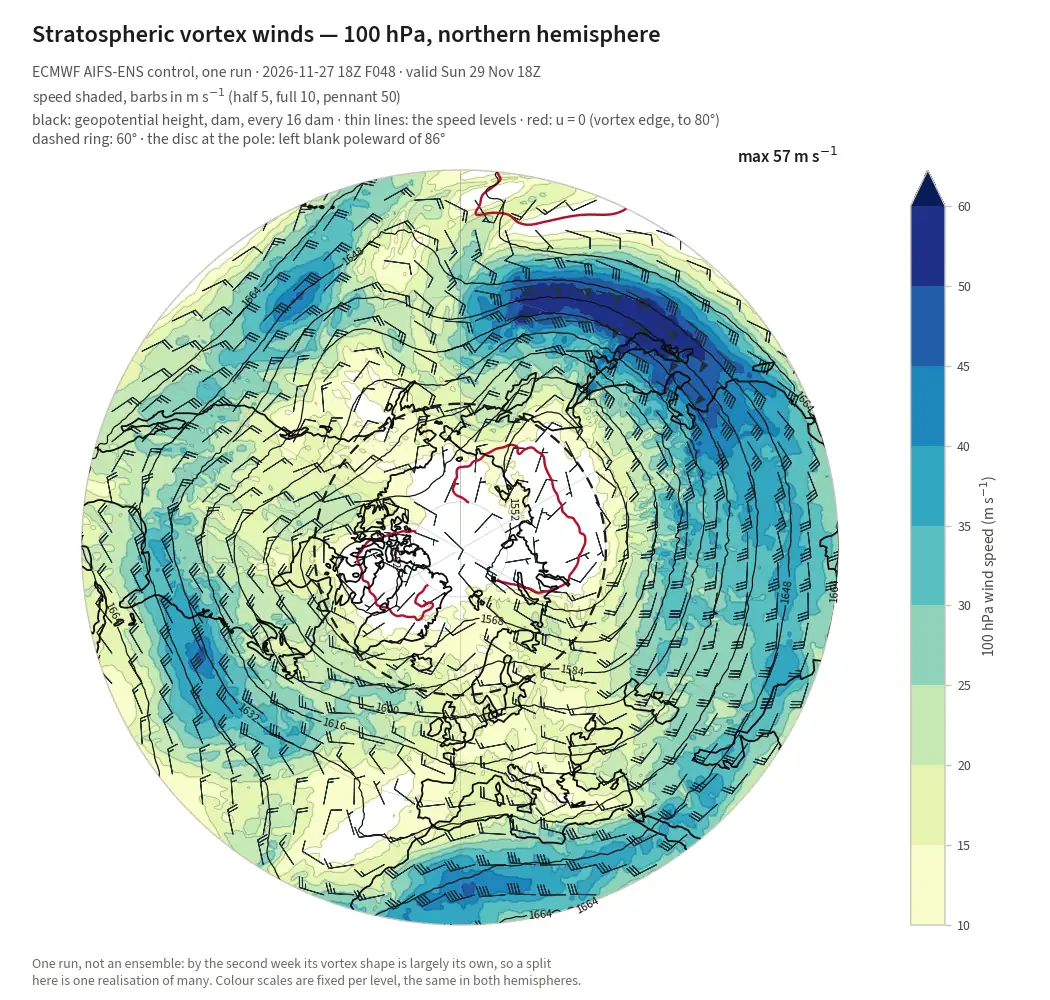 Stratospheric vortex winds — 100 hPa, northern hemisphere
ECMWF AIFS-ENS control, one run · 2026-11-27 18Z F048 · valid Sun 29 Nov 18Z
speed shaded, barbs in m s⁻¹ (half 5, full 10, pennant 50)
black: geopotential height, dam, every 16 dam · thin lines: the speed levels · red: u = 0 (vortex edge, to 80°)
dashed ring: 60° · the disc at the pole: left blank poleward of 86°
max 57 m s⁻¹
60
50
45
40
35
30
25
20
15
10
100 hPa wind speed (m s⁻¹)
1648
1664
1664
1552
1648
1664
1568
1584
1600
1616
1632
1664
1664
One run, not an ensemble: by the second week its vortex shape is largely its own, so a split
here is one realisation of many. Colour scales are fixed per level, the same in both hemispheres.